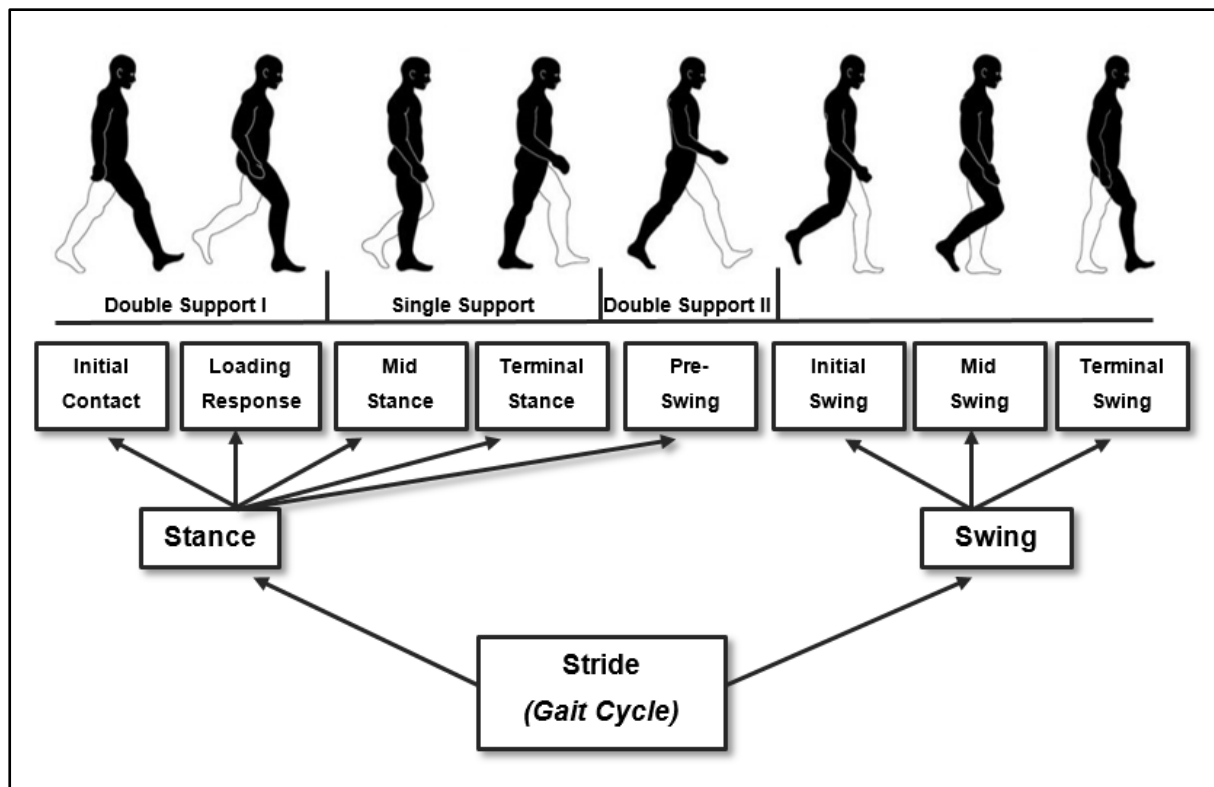 Double Support I
Single Support
Double Support II
Initial
Contact
Loading
Response
Mid
Stance
Terminal
Stance
Pre-
Swing
Initial
Swing
Mid
Swing
Terminal
Swing
Stance
Swing
Stride
(Gait Cycle)